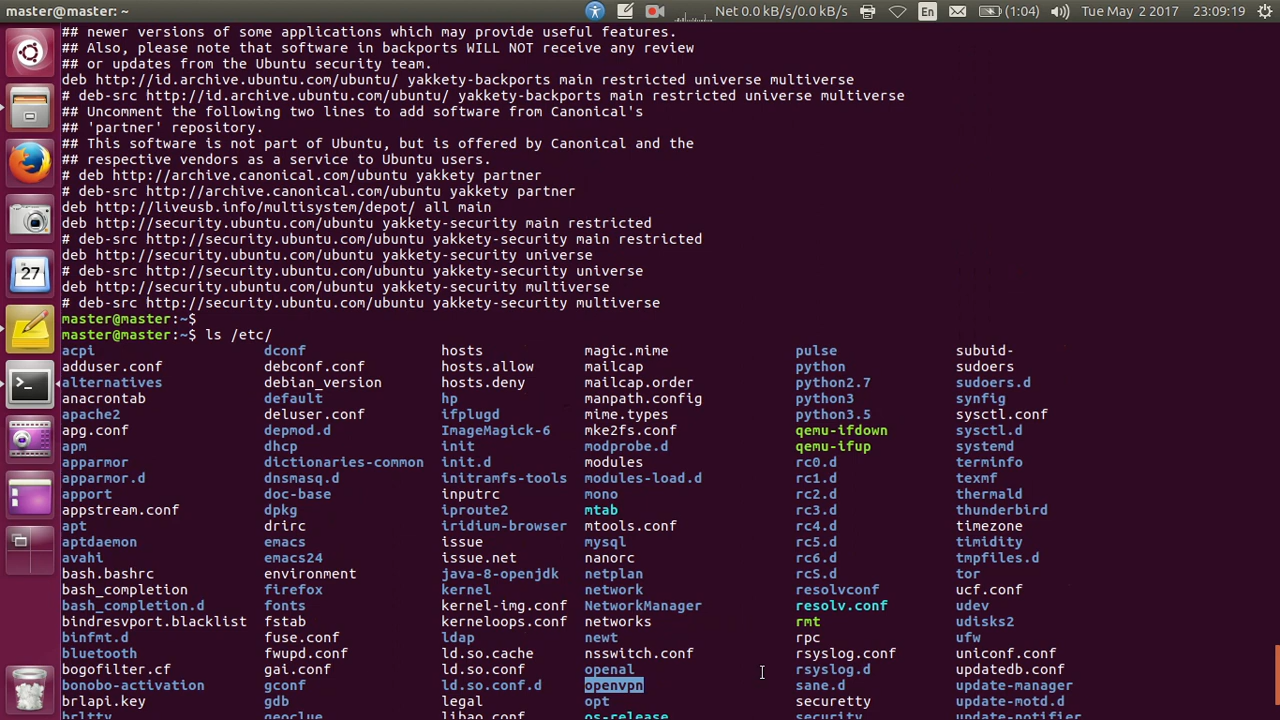 master@master: ~ Net 0.0 kB/s/0.0 kB/s En (1:04) Tue May 2 2017 23:09:19
## newer versions of some applications which may provide useful features.
## Also, please note that software in backports WILL NOT receive any review
## or updates from the Ubuntu security team.
deb http://id.archive.ubuntu.com/ubuntu/ yakkety-backports main restricted universe multiverse
# deb-src http://id.archive.ubuntu.com/ubuntu/ yakkety-backports main restricted universe multiverse
## Uncomment the following two lines to add software from Canonical's
## 'partner' repository.
## This software is not part of Ubuntu, but is offered by Canonical and the
## respective vendors as a service to Ubuntu users.
# deb http://archive.canonical.com/ubuntu yakkety partner
# deb-src http://archive.canonical.com/ubuntu yakkety partner
deb http://liveusb.info/multisystem/depot/ all main
deb http://security.ubuntu.com/ubuntu yakkety-security main restricted
# deb-src http://security.ubuntu.com/ubuntu yakkety-security main restricted
deb http://security.ubuntu.com/ubuntu yakkety-security universe
# deb-src http://security.ubuntu.com/ubuntu yakkety-security universe
deb http://security.ubuntu.com/ubuntu yakkety-security multiverse
# deb-src http://security.ubuntu.com/ubuntu yakkety-security multiverse
master@master:~$
master@master:~$ ls /etc/
acpi dconf hosts magic.mime pulse subuid-
adduser.conf debconf.conf hosts.allow mailcap python sudoers
alternatives debian_version hosts.deny mailcap.order python2.7 sudoers.d
anacrontab default hp manpath.config python3 synfig
apache2 deluser.conf ifplugd mime.types python3.5 sysctl.conf
apg.conf depmod.d ImageMagick-6 mke2fs.conf qemu-ifdown sysctl.d
apm dhcp init modprobe.d qemu-ifup systemd
apparmor dictionaries-common init.d modules rc0.d terminfo
apparmor.d dnsmasq.d initramfs-tools modules-load.d rc1.d texmf
apport doc-base inputrc mono rc2.d thermald
appstream.conf dpkg iproute2 mtab rc3.d thunderbird
apt drirc iridium-browser mtools.conf rc4.d timezone
aptdaemon emacs issue mysql rc5.d timidity
avahi emacs24 issue.net nanorc rc6.d tmpfiles.d
bash.bashrc environment java-8-openjdk netplan rcS.d tor
bash_completion firefox kernel network resolvconf ucf.conf
bash_completion.d fonts kernel-img.conf NetworkManager resolv.conf udev
bindresvport.blacklist fstab kerneloops.conf networks rmt udisks2
binfmt.d fuse.conf ldap newt rpc ufw
bluetooth fwupd.conf ld.so.cache nsswitch.conf rsyslog.conf uniconf.conf
bogofilter.cf gai.conf ld.so.conf openal rsyslog.d updatedb.conf
bonobo-activation gconf ld.so.conf.d openvpn sane.d update-manager
brlapi.key gdb legal opt securetty update-motd.d
brltty geoclue libao.conf os-release security update-notifier
27